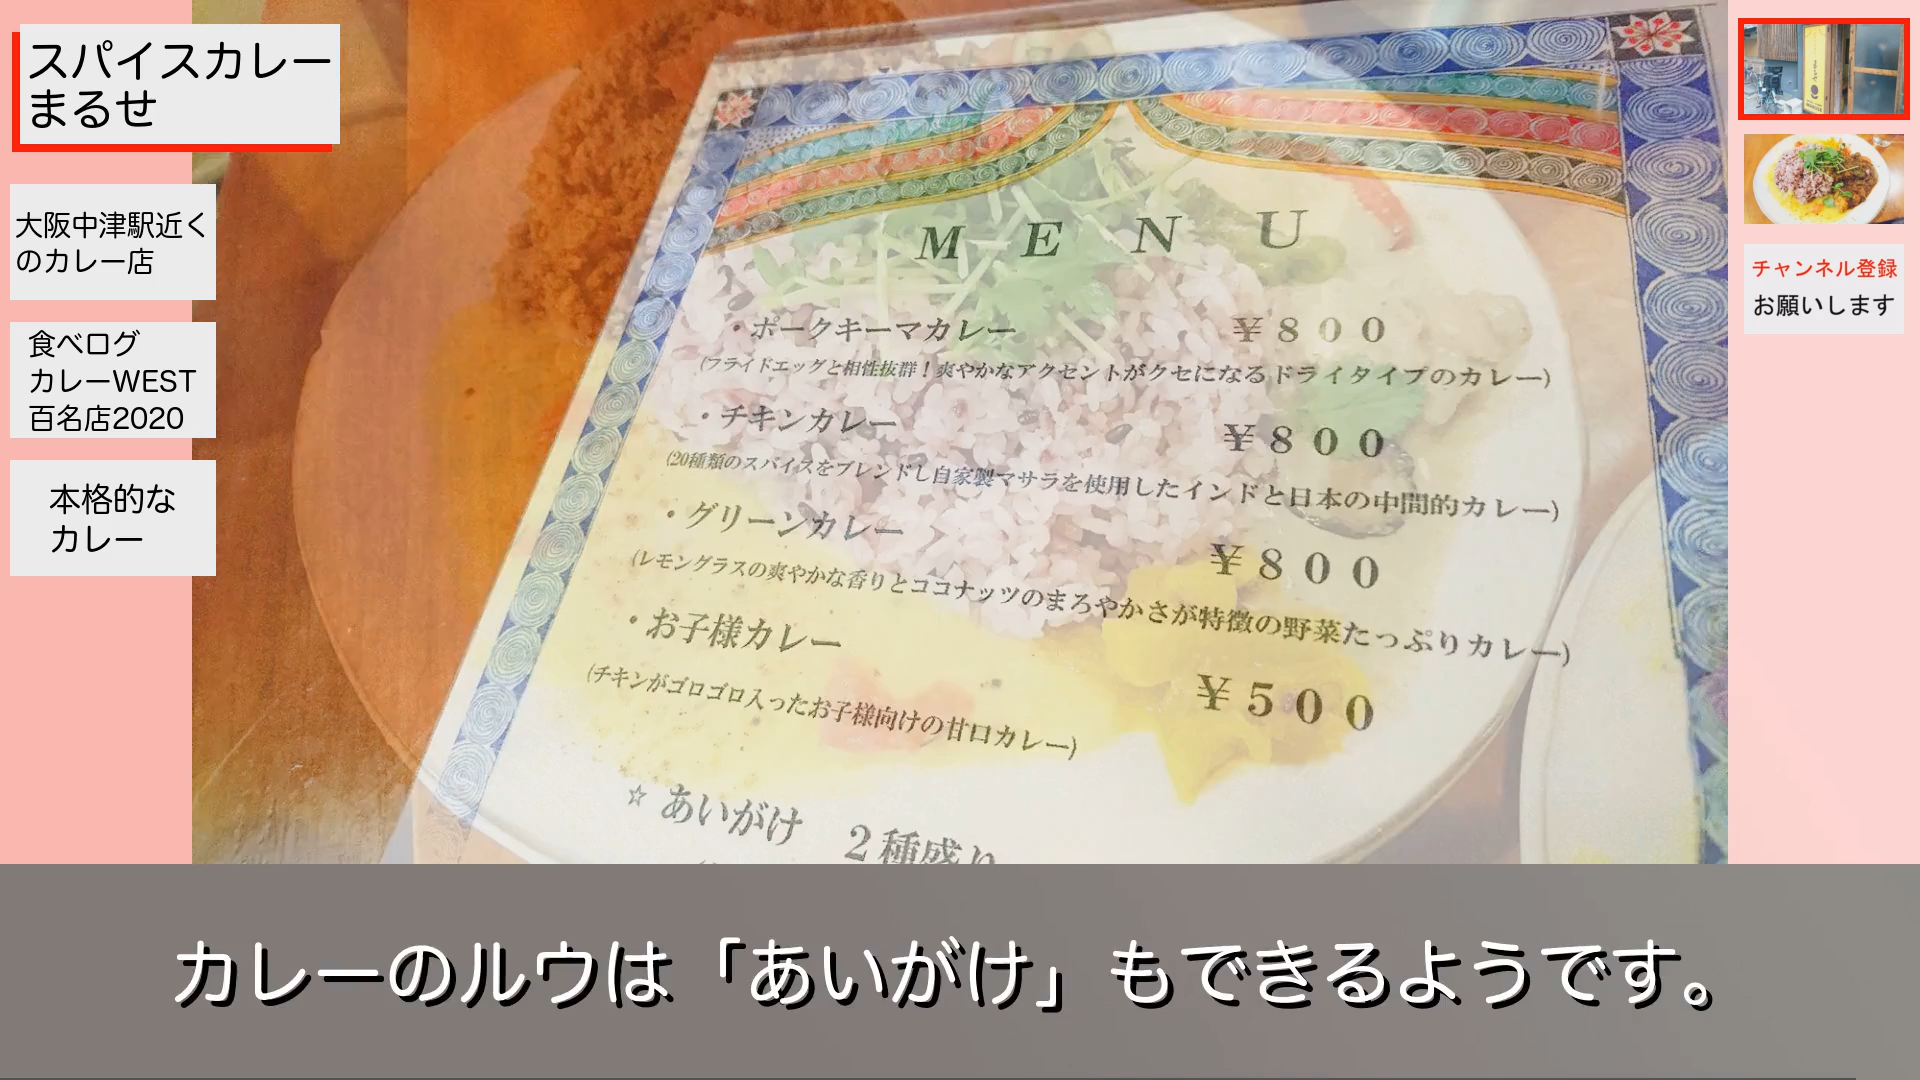 スパイスカレー
まるせ
大阪中津駅近く
のカレー店
食べログ
カレーWEST
百名店2020
本格的な
カレー
チャンネル登録
お願いします
MENU
・ポークキーマカレー ¥800
(フライドエッグと相性抜群！爽やかなアクセントがクセになるドライタイプのカレー)
・チキンカレー ¥800
(20種類のスパイスをブレンドし自家製マサラを使用したインドと日本の中間的カレー)
・グリーンカレー ¥800
(レモングラスの爽やかな香りとココナッツのまろやかさが特徴の野菜たっぷりカレー)
・お子様カレー ¥500
(チキンがゴロゴロ入ったお子様向けの甘口カレー)
☆ あいがけ 2種盛り
カレーのルウは「あいがけ」もできるようです。